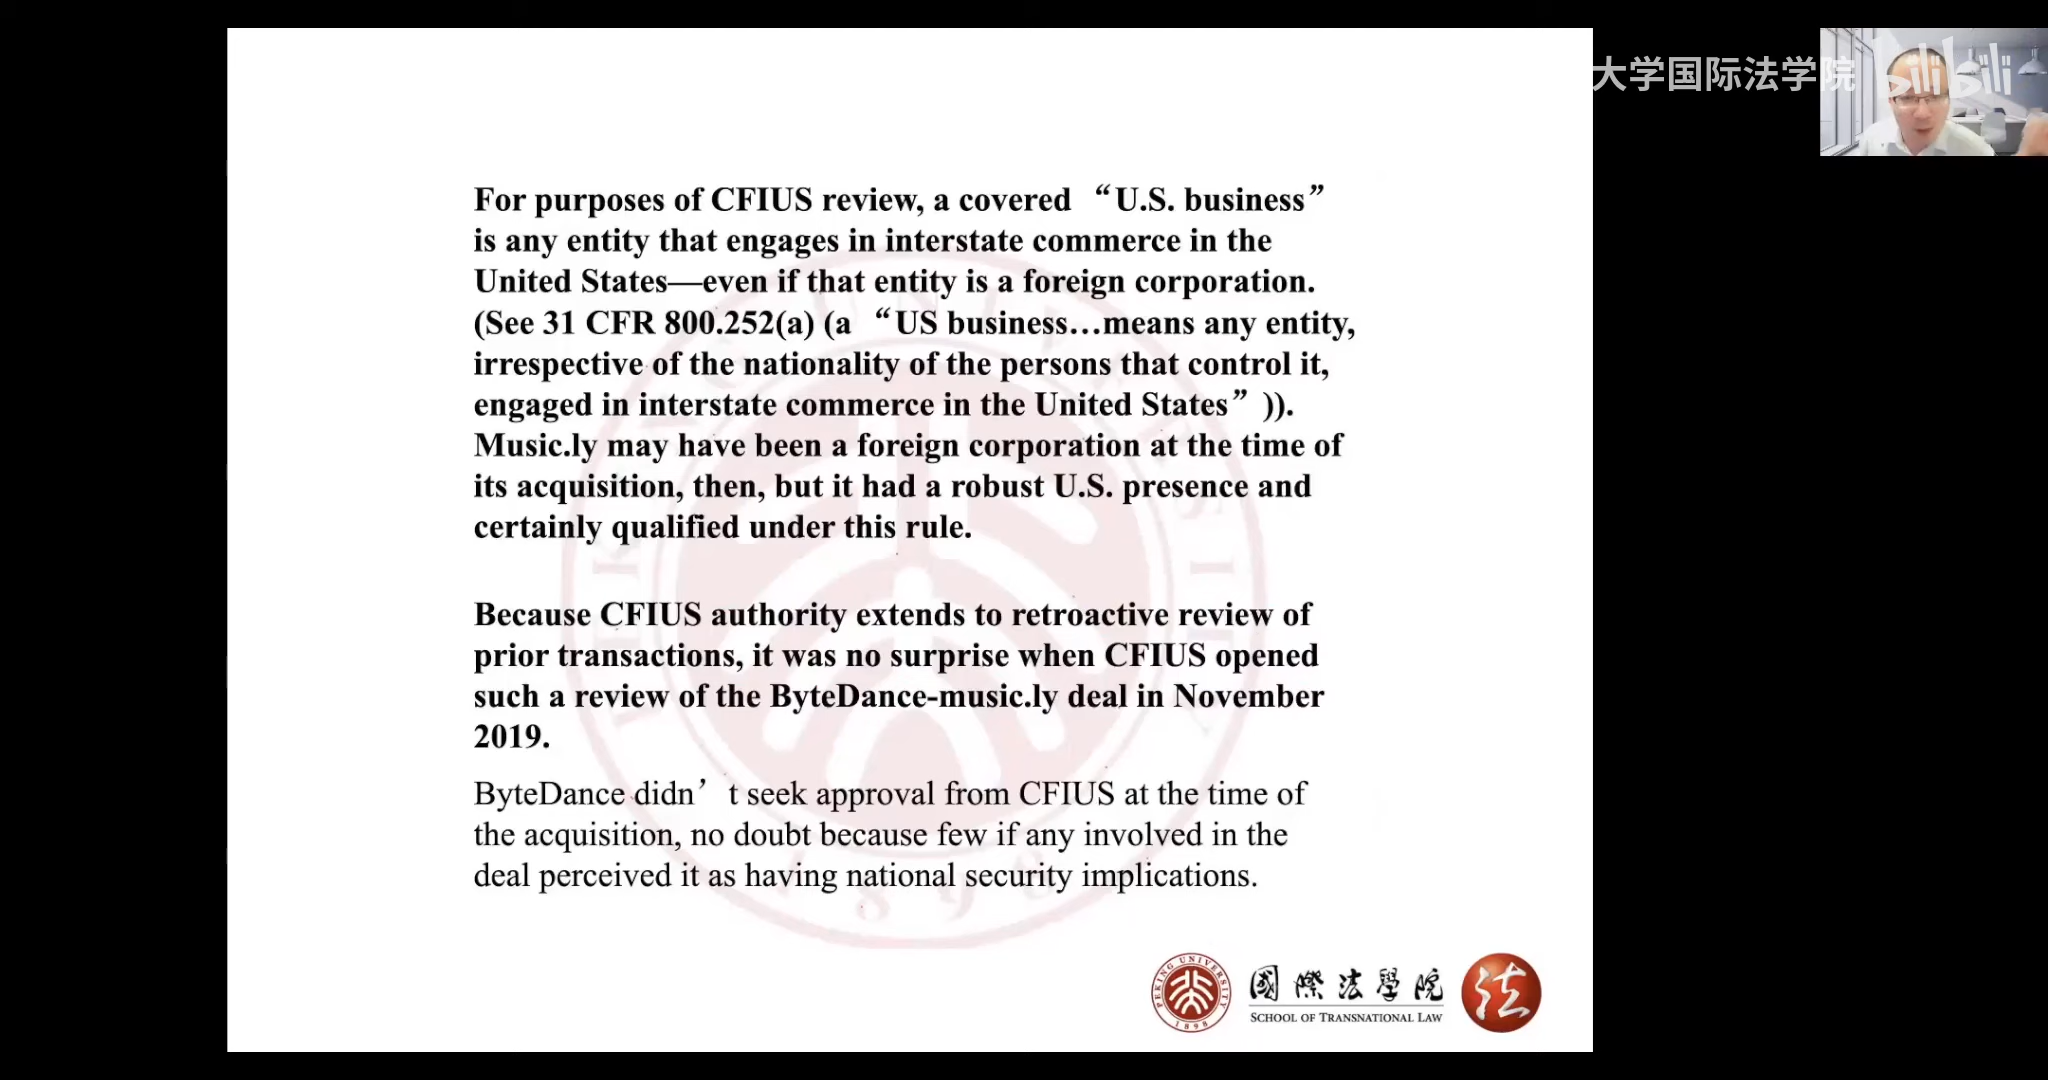 大学国际法学院
bilibili
For purposes of CFIUS review, a covered “U.S. business”
is any entity that engages in interstate commerce in the
United States—even if that entity is a foreign corporation.
(See 31 CFR 800.252(a) (a “US business…means any entity,
irrespective of the nationality of the persons that control it,
engaged in interstate commerce in the United States” )).
Music.ly may have been a foreign corporation at the time of
its acquisition, then, but it had a robust U.S. presence and
certainly qualified under this rule.
Because CFIUS authority extends to retroactive review of
prior transactions, it was no surprise when CFIUS opened
such a review of the ByteDance-music.ly deal in November
2019.
ByteDance didn’ t seek approval from CFIUS at the time of
the acquisition, no doubt because few if any involved in the
deal perceived it as having national security implications.
PEKING UNIVERSITY
1898
國際法學院
SCHOOL OF TRANSNATIONAL LAW
法